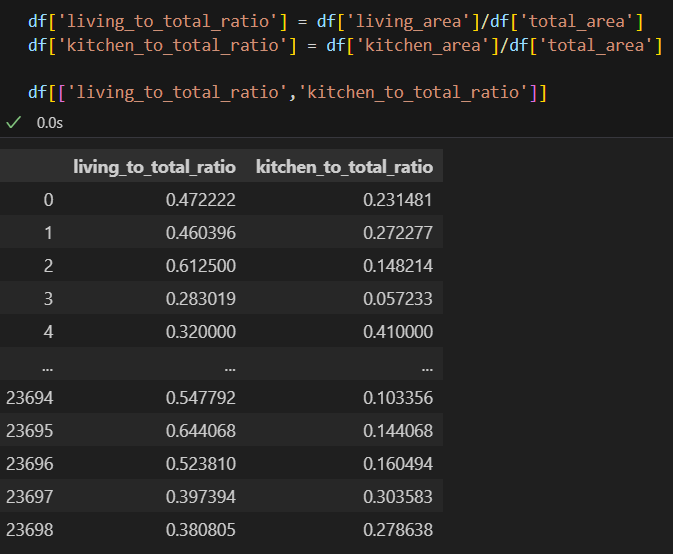 df['living_to_total_ratio'] = df['living_area']/df['total_area']
df['kitchen_to_total_ratio'] = df['kitchen_area']/df['total_area']
df[['living_to_total_ratio','kitchen_to_total_ratio']]
0.0s
living_to_total_ratio kitchen_to_total_ratio
0 0.472222 0.231481
1 0.460396 0.272277
2 0.612500 0.148214
3 0.283019 0.057233
4 0.320000 0.410000
... ... ...
23694 0.547792 0.103356
23695 0.644068 0.144068
23696 0.523810 0.160494
23697 0.397394 0.303583
23698 0.380805 0.278638